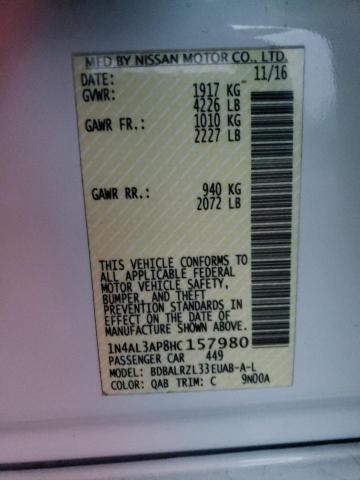 MFD BY NISSAN MOTOR CO., LTD.
DATE: 11/16
GVWR: 1917 KG
4226 LB
GAWR FR.: 1010 KG
2227 LB
GAWR RR.: 940 KG
2072 LB
THIS VEHICLE CONFORMS TO
ALL APPLICABLE FEDERAL
MOTOR VEHICLE SAFETY,
BUMPER, AND THEFT
PREVENTION STANDARDS IN
EFFECT ON THE DATE OF
MANUFACTURE SHOWN ABOVE.
1N4AL3AP8HC157980
PASSENGER CAR 449
MODEL: BDBALRZL33EUAB-A-L
COLOR: QAB TRIM: C 9N00A